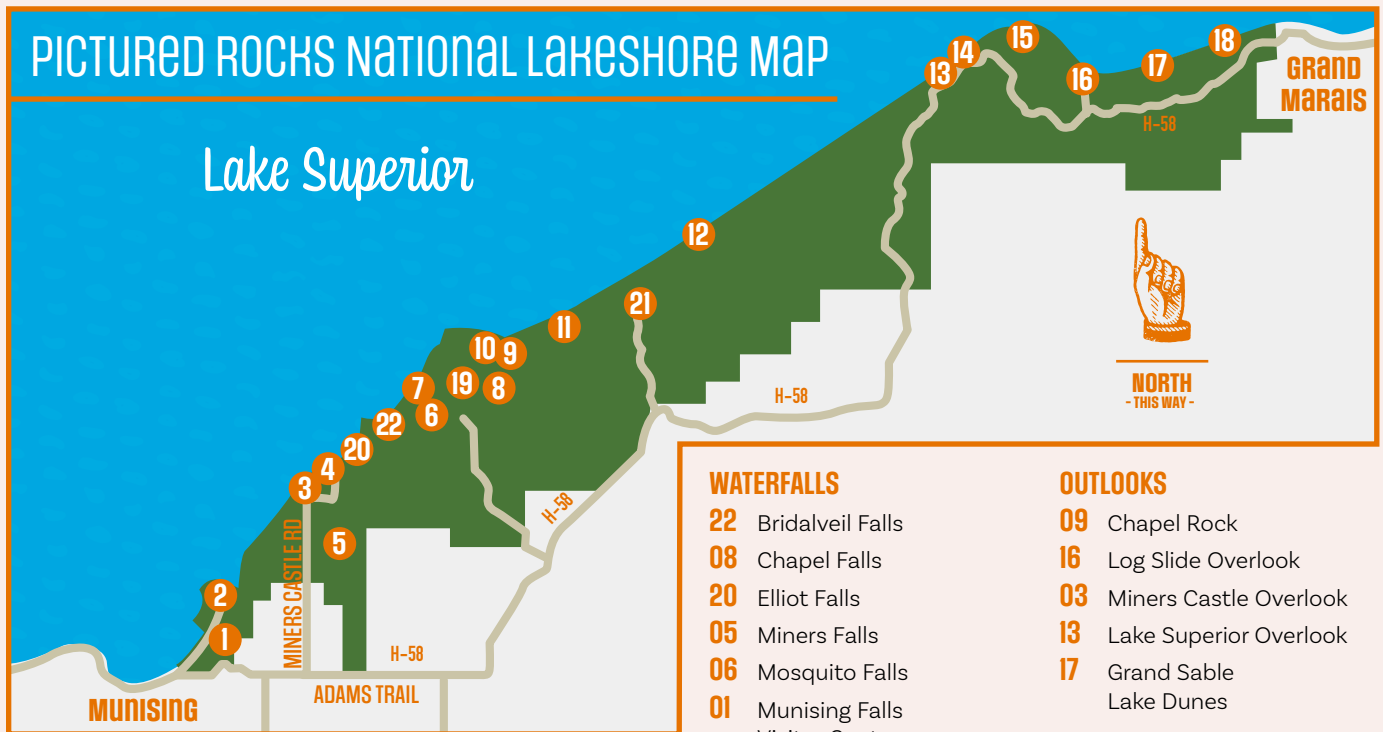 PICTURED ROCKS NATIONAL LAKESHORE MAP
Lake Superior
15
14
18
13
17
16
GRAND
MARAIS
H-58
12
21
11
10
9
7
19
8
6
22
20
4
3
5
2
1
H-58
H-58
MINERS CASTLE RD
H-58
ADAMS TRAIL
MUNISING
NORTH
- THIS WAY -
WATERFALLS
22 Bridalveil Falls
08 Chapel Falls
20 Elliot Falls
05 Miners Falls
06 Mosquito Falls
01 Munising Falls
OUTLOOKS
09 Chapel Rock
16 Log Slide Overlook
03 Miners Castle Overlook
13 Lake Superior Overlook
17 Grand Sable
Lake Dunes